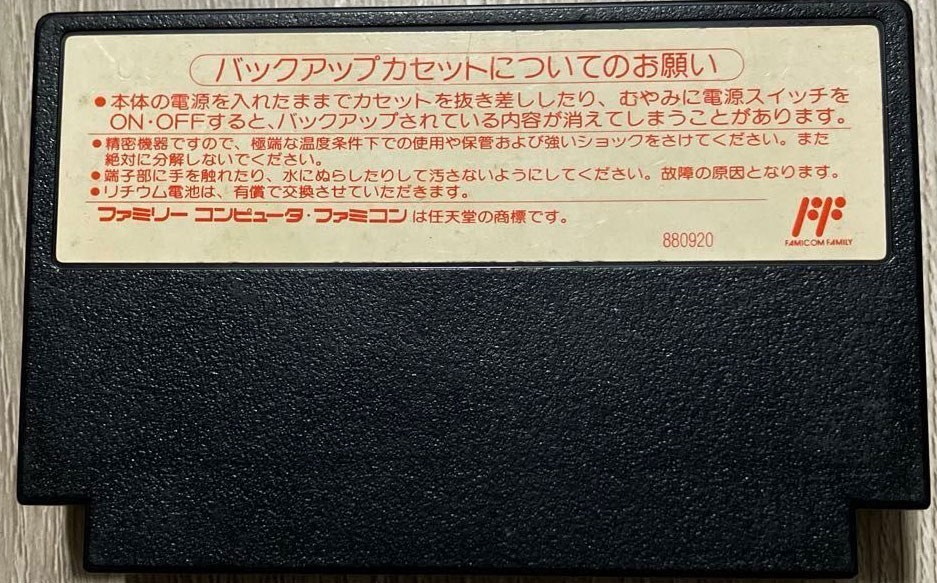 バックアップカセットについてのお願い
●本体の電源を入れたままでカセットを抜き差ししたり、むやみに電源スイッチを
ON・OFFすると、バックアップされている内容が消えてしまうことがあります。
●精密機器ですので、極端な温度条件下での使用や保管および強いショックをさけてください。また
絶対に分解しないでください。
●端子部に手を触れたり、水にぬらしたりして汚さないようにしてください。故障の原因となります。
●リチウム電池は、有償で交換させていただきます。
ファミリー コンピュータ・ファミコン は任天堂の商標です。
880920
FAMICOM FAMILY